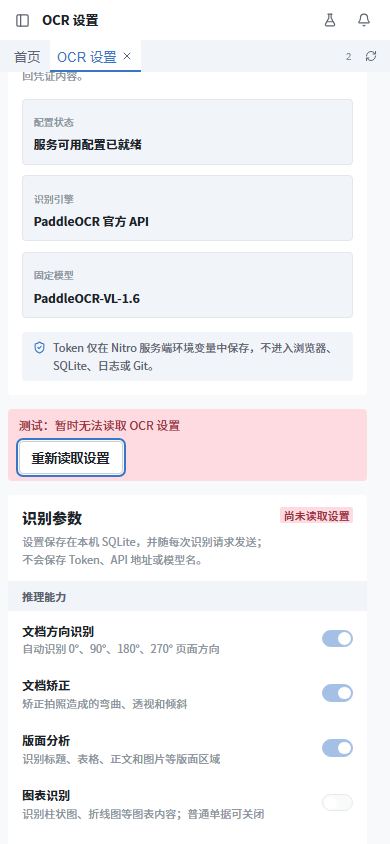 OCR 设置
首页
OCR 设置
2
回凭证内容。
配置状态
服务可用配置已就绪
识别引擎
PaddleOCR 官方 API
固定模型
PaddleOCR-VL-1.6
Token 仅在 Nitro 服务端环境变量中保存，不进入浏览器、
SQLite、日志或 Git。
测试：暂时无法读取 OCR 设置
重新读取设置
识别参数
尚未读取设置
设置保存在本机 SQLite，并随每次识别请求发送；
不会保存 Token、API 地址或模型名。
推理能力
文档方向识别
自动识别 0°、90°、180°、270° 页面方向
文档矫正
矫正拍照造成的弯曲、透视和倾斜
版面分析
识别标题、表格、正文和图片等版面区域
图表识别
识别柱状图、折线图等图表内容；普通单据可关闭